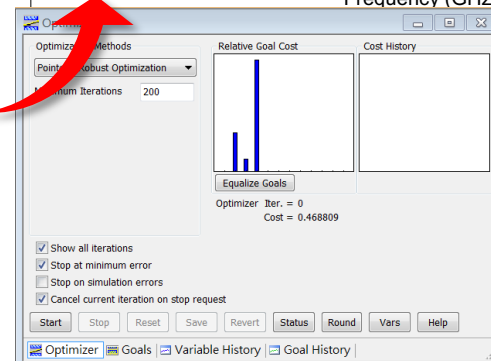 Frequency (GHz
Optimization Methods
Relative Goal Cost
Cost History
Robust Optimization
Iterations
200
Equalize Goals
Optimizer Iter. = 0
Cost = 0.468809
Show all iterations
Stop at minimum error
Stop on simulation errors
Cancel current iteration on stop request
Start Stop Reset Save Revert Status Round Vars Help
Optimizer Goals Variable History Goal History